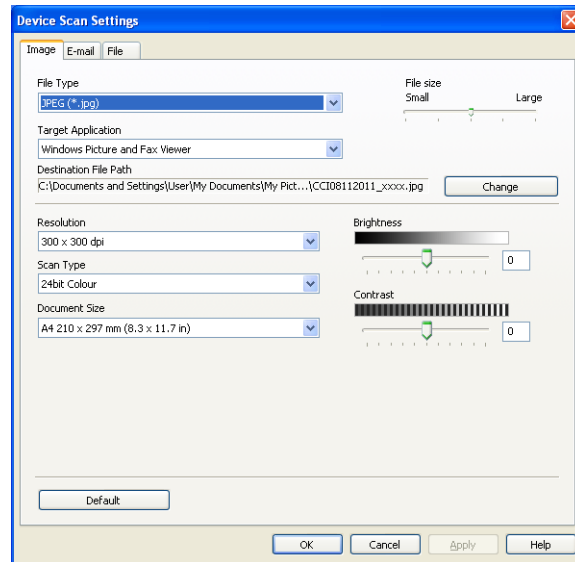 Device Scan Settings
Image E-mail File
File Type
JPEG (*.jpg)
File size
Small Large
Target Application
Windows Picture and Fax Viewer
Destination File Path
C:\Documents and Settings\User\My Documents\My Pict...\CCI08112011_xxxx.jpg Change
Resolution
300 x 300 dpi
Scan Type
24bit Colour
Document Size
A4 210 x 297 mm (8.3 x 11.7 in)
Brightness
0
Contrast
0
Default
OK Cancel Apply Help